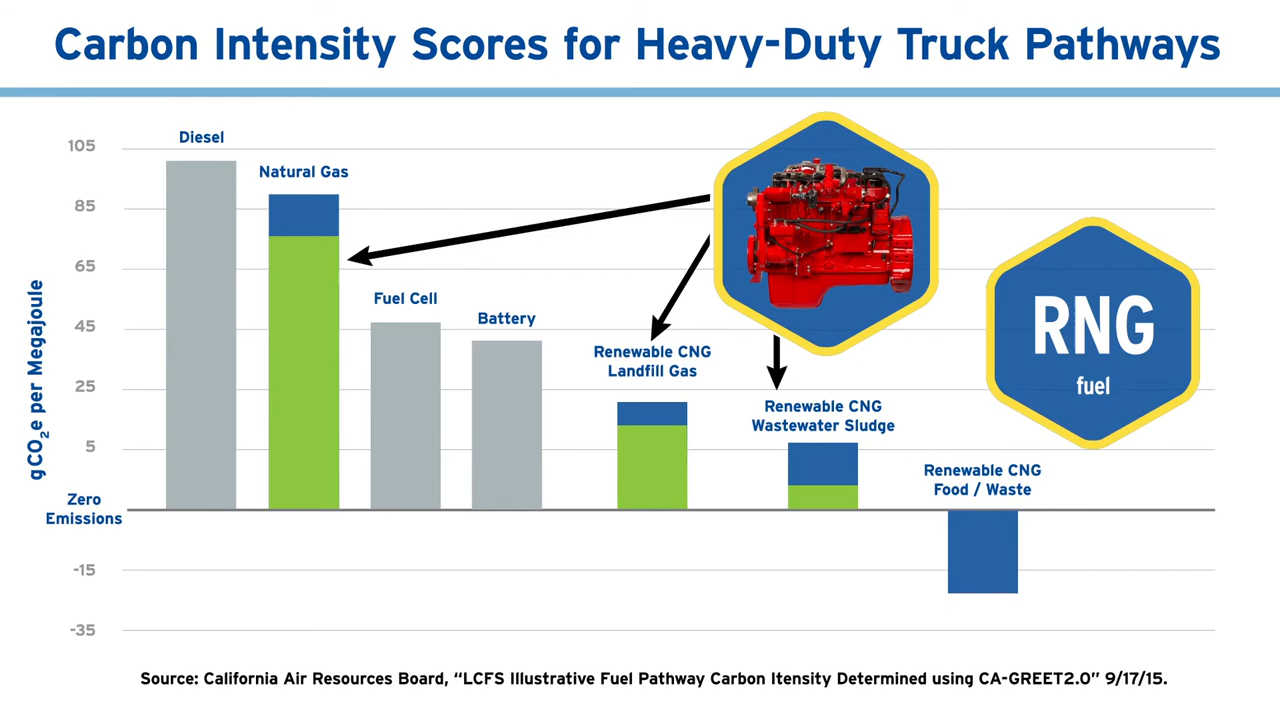 Carbon Intensity Scores for Heavy-Duty Truck Pathways
gCO2e per Megajoule
105
85
65
45
25
5
Zero
Emissions
-15
-35
Diesel
Natural Gas
Fuel Cell
Battery
Renewable CNG
Landfill Gas
Renewable CNG
Wastewater Sludge
Renewable CNG
Food / Waste
RNG
fuel
Source: California Air Resources Board, “LCFS Illustrative Fuel Pathway Carbon Itensity Determined using CA-GREET2.0” 9/17/15.